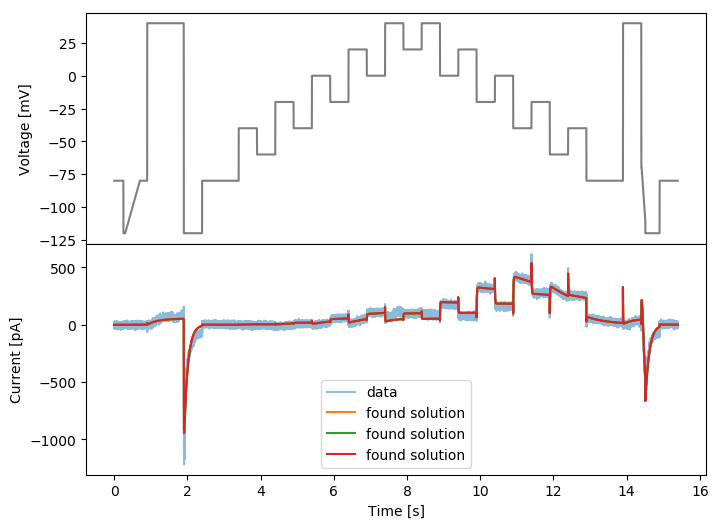 25
0
−25
−50
−75
−100
−125
Voltage [mV]
500
0
−500
−1000
Current [pA]
data
found solution
found solution
found solution
0 2 4 6 8 10 12 14 16
Time [s]